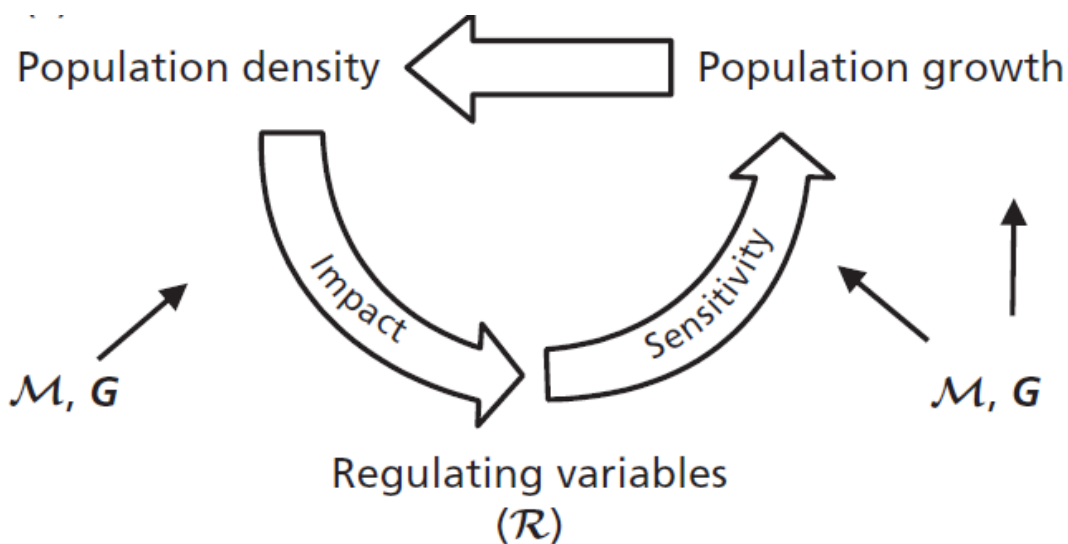 Population density
Population growth
Impact
Sensitivity
ℳ, G
ℳ, G
Regulating variables
(ℛ)